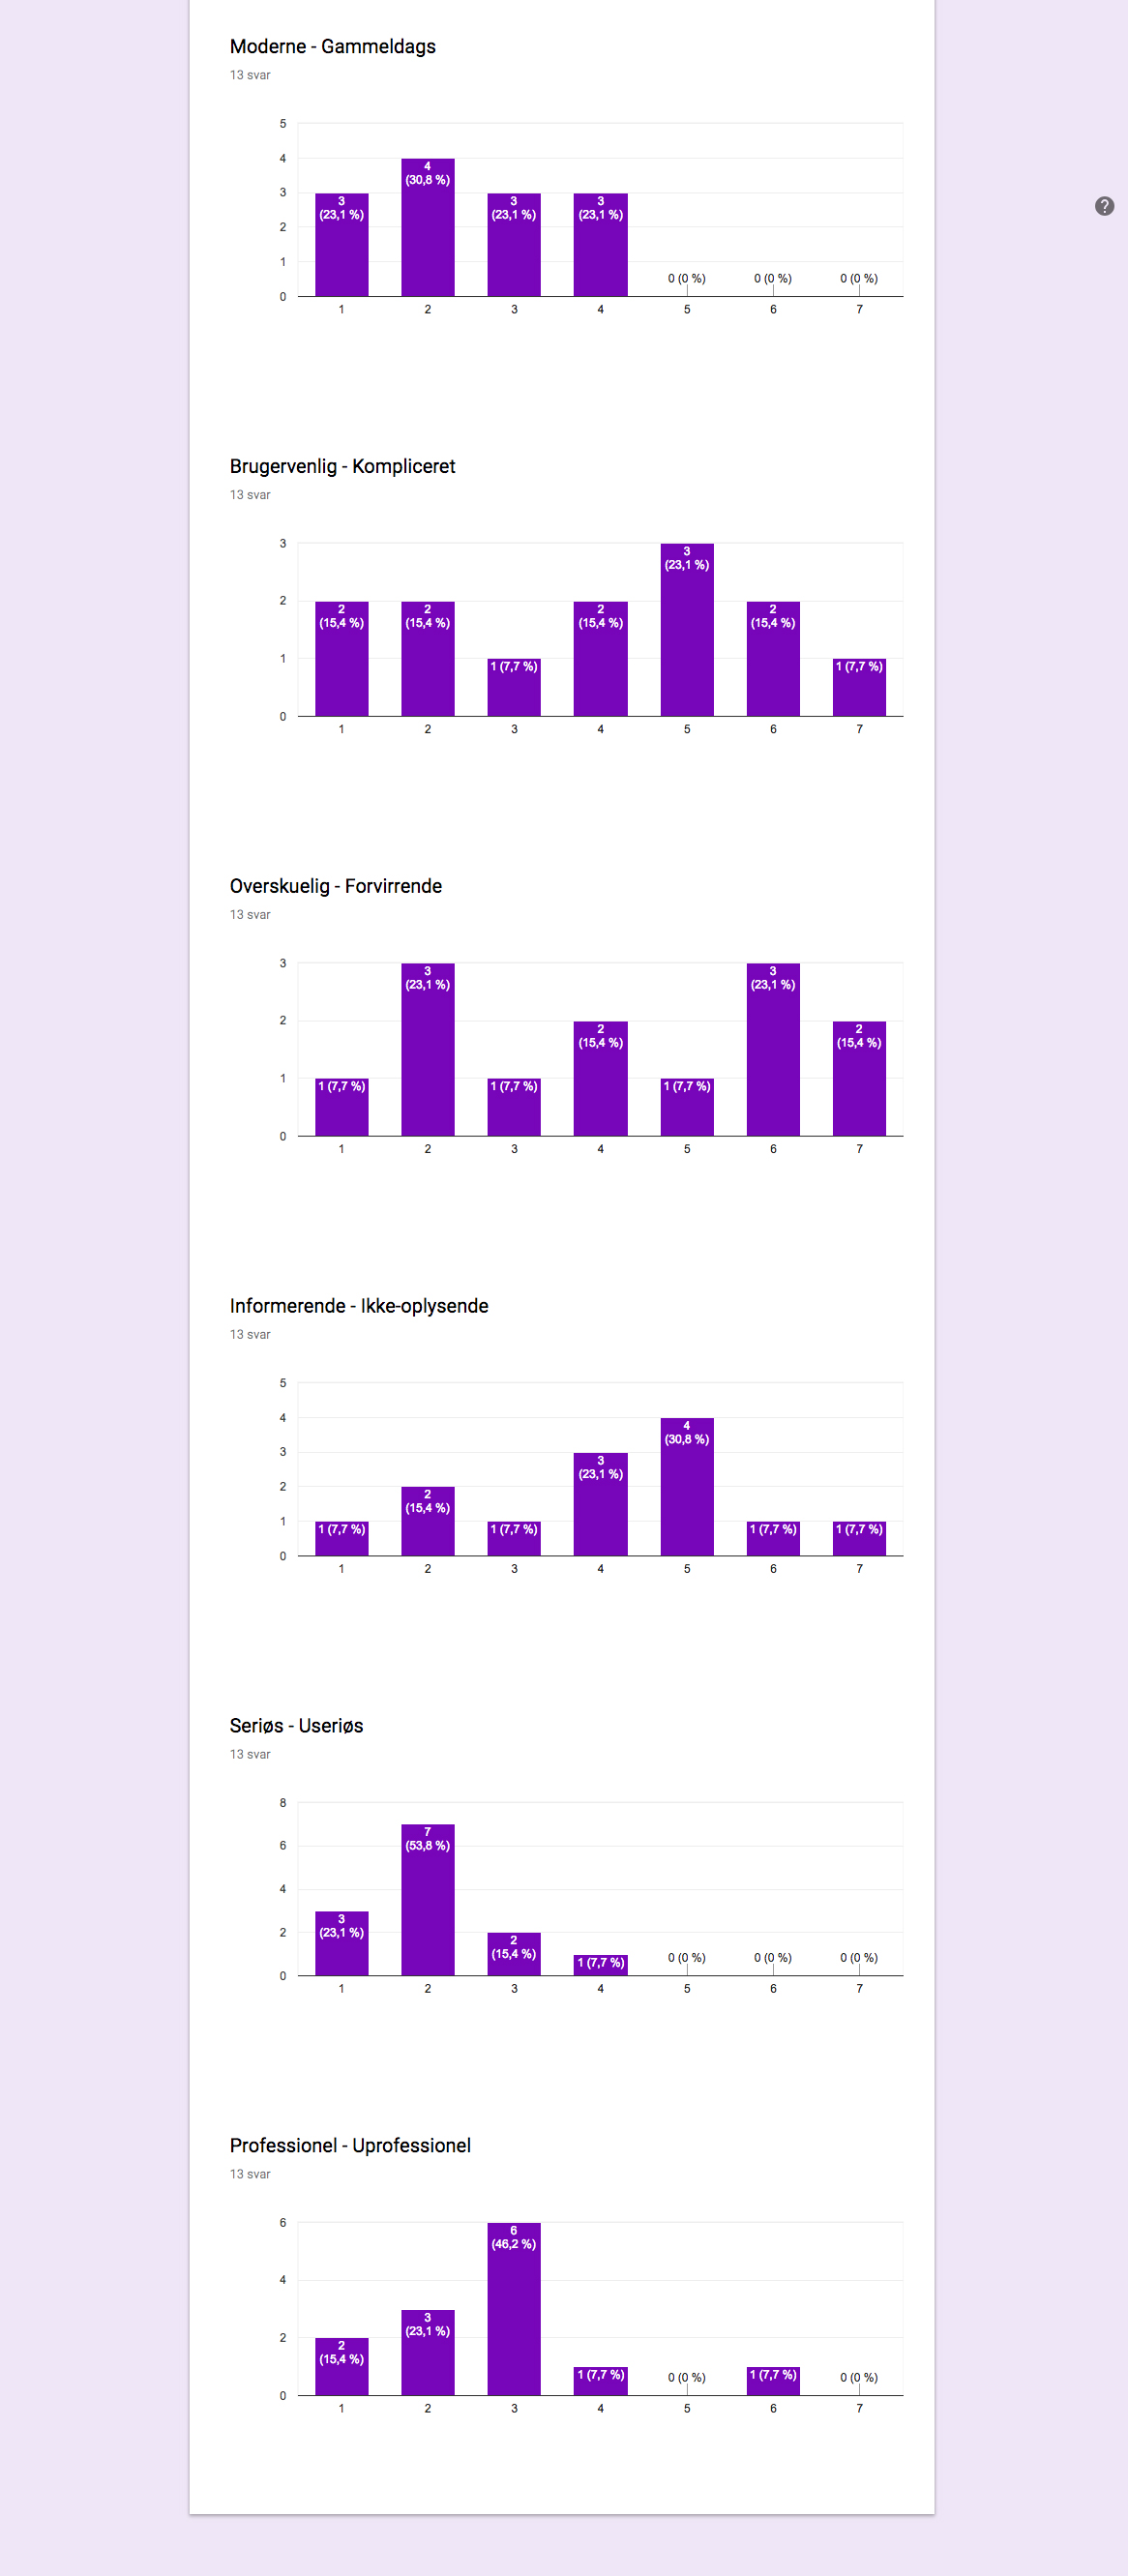 Moderne - Gammeldags
13 svar
5
4
3
2
1
0
3
(23,1 %)
4
(30,8 %)
3
(23,1 %)
3
(23,1 %)
0 (0 %)
0 (0 %)
0 (0 %)
1 2 3 4 5 6 7
Brugervenlig - Kompliceret
13 svar
3
2
1
0
2
(15,4 %)
2
(15,4 %)
1 (7,7 %)
2
(15,4 %)
3
(23,1 %)
2
(15,4 %)
1 (7,7 %)
1 2 3 4 5 6 7
Overskuelig - Forvirrende
13 svar
3
2
1
0
1 (7,7 %)
3
(23,1 %)
1 (7,7 %)
2
(15,4 %)
1 (7,7 %)
3
(23,1 %)
2
(15,4 %)
1 2 3 4 5 6 7
Informerende - Ikke-oplysende
13 svar
5
4
3
2
1
0
1 (7,7 %)
2
(15,4 %)
1 (7,7 %)
3
(23,1 %)
4
(30,8 %)
1 (7,7 %)
1 (7,7 %)
1 2 3 4 5 6 7
Seriøs - Useriøs
13 svar
8
6
4
2
0
3
(23,1 %)
7
(53,8 %)
2
(15,4 %)
1 (7,7 %)
0 (0 %)
0 (0 %)
0 (0 %)
1 2 3 4 5 6 7
Professionel - Uprofessionel
13 svar
6
4
2
0
2
(15,4 %)
3
(23,1 %)
6
(46,2 %)
1 (7,7 %)
0 (0 %)
1 (7,7 %)
0 (0 %)
1 2 3 4 5 6 7
?